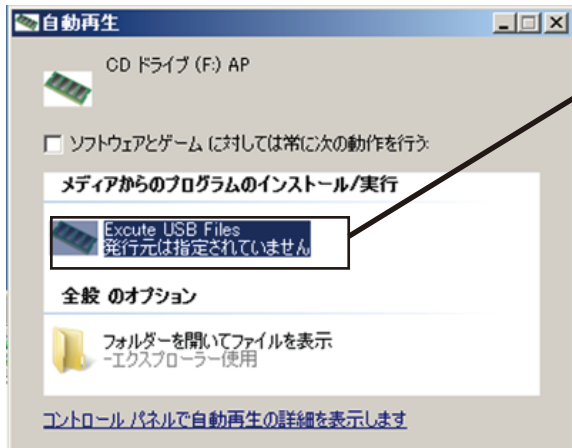 自動再生
CD ドライブ (F:) AP
ソフトウェアとゲーム に対しては常に次の動作を行う:
メディアからのプログラムのインストール/実行
Excute USB Files
発行元は指定されていません
全般 のオプション
フォルダーを開いてファイルを表示
-エクスプローラー使用
コントロール パネルで自動再生の詳細を表示します